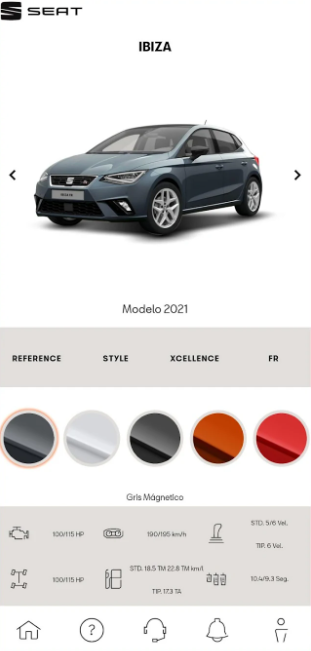 SEAT
IBIZA
Modelo 2021
REFERENCE STYLE XCELLENCE FR
Gris Mágnetico
100/115 HP 190/195 km/h STD. 5/6 Vel.
TIP. 6 Vel.
100/115 HP STD. 18.5 TM 22.8 TM km/l 10.4/9.3 Seg.
TIP. 17.3 TA
?